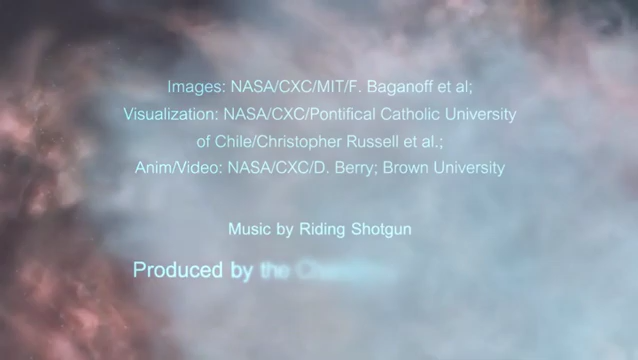 Images: NASA/CXC/MIT/F. Baganoff et al;
Visualization: NASA/CXC/Pontifical Catholic University
of Chile/Christopher Russell et al.;
Anim/Video: NASA/CXC/D. Berry; Brown University
Music by Riding Shotgun
Produced by the